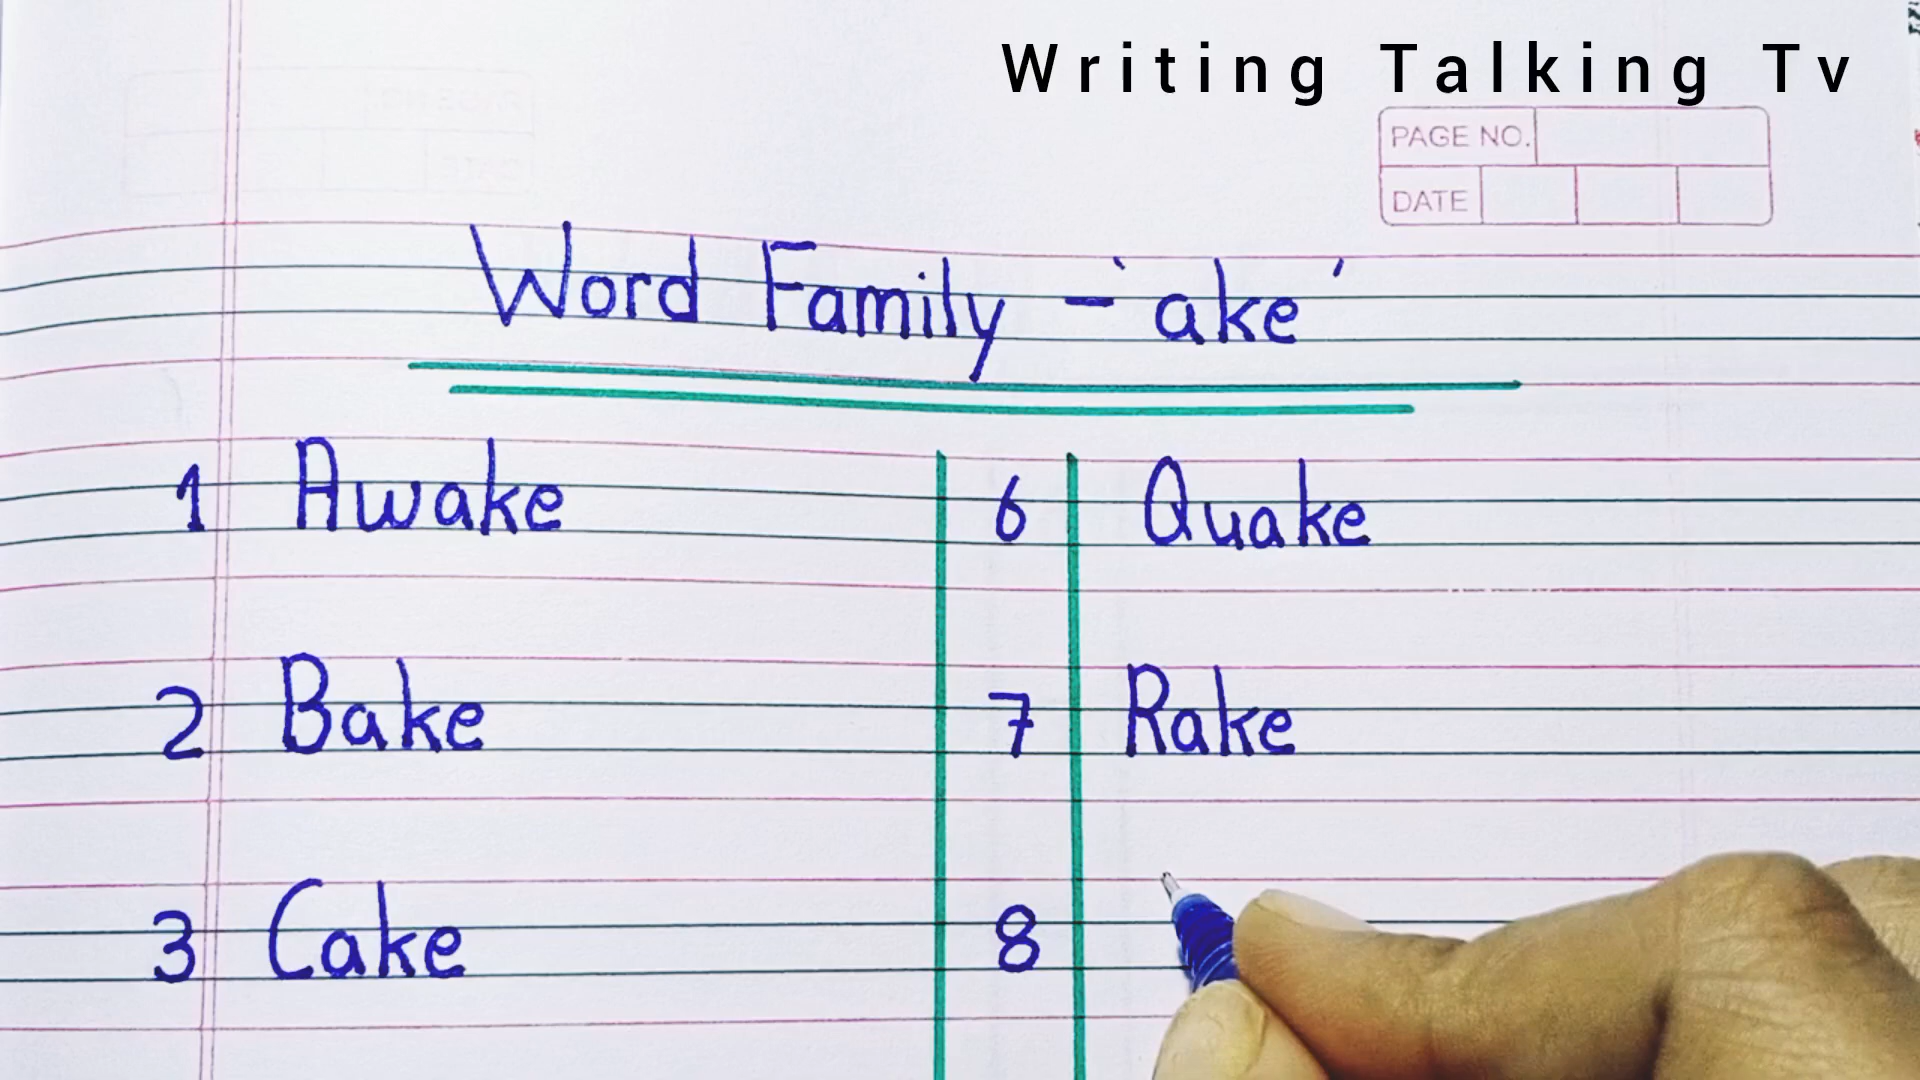 Writing Talking Tv
PAGE NO.
DATE
Word Family - 'ake'
1 Awake
6 Quake
2 Bake
7 Rake
3 Cake
8